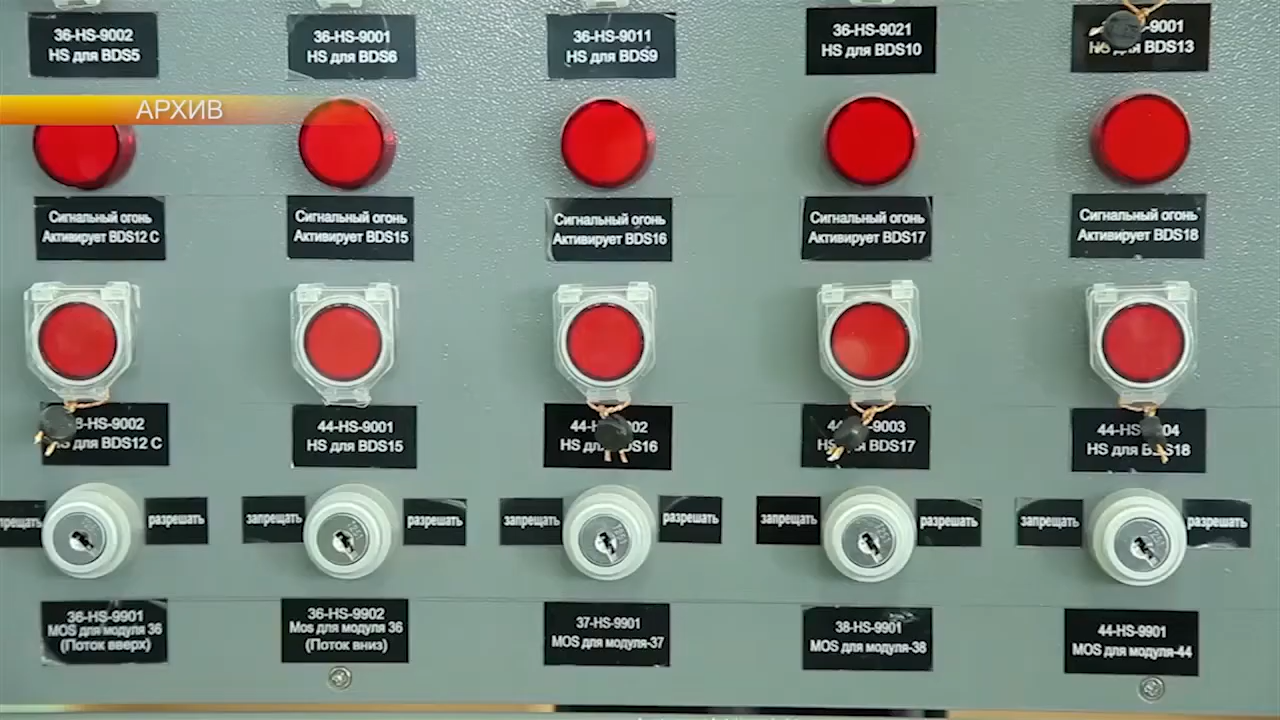 36-HS-9002
HS для BDS5
36-HS-9001
HS для BDS6
36-HS-9011
HS для BDS9
36-HS-9021
HS для BDS10
-9001
для BDS13
АРХИВ
Сигнальный огонь
Активирует BDS12 C
Сигнальный огонь
Активирует BDS15
Сигнальный огонь
Активирует BDS16
Сигнальный огонь
Активирует BDS17
Сигнальный огонь
Активирует BDS18
8-HS-9002
для BDS12 C
44-HS-9001
HS для BDS15
HS для
HS BDS17
HS для BDS18
разрешать
запрещать
разрешать
запрещать
разрешать
запрещать
разрешать
запрещать
разрешать
36-HS-9901
MOS для модуля 36
(Поток вверх)
36-HS-9902
Mos для модуля 36
(Поток вниз)
37-HS-9901
MOS для модуля-37
38-HS-9901
MOS для модуля-38
44-HS-9901
MOS для модуля-44